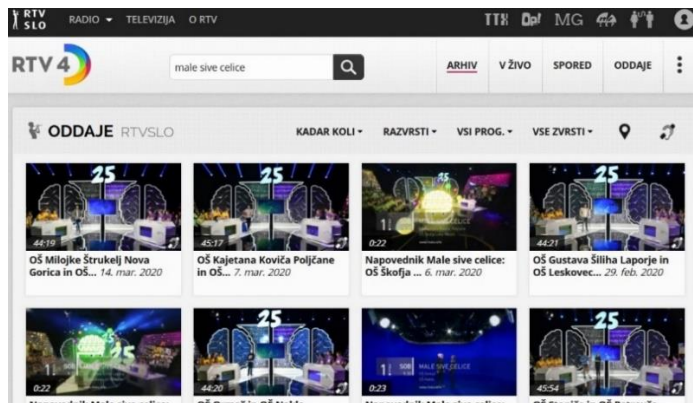 RTV
SLO
RADIO
TELEVIZIJA
O RTV
TTX
Dp!
MG
RTV 4
male sive celice
ARHIV
V ŽIVO
SPORED
ODDAJE
ODDAJE RTVSLO
KADAR KOLI
RAZVRSTI
VSI PROG.
VSE ZVRSTI
25
44:19
OŠ Milojke Štrukelj Nova
Gorica in OŠ... 14. mar. 2020
25
45:17
OŠ Kajetana Koviča Poljčane
in OŠ... 7. mar. 2020
25
0:22
Napovednik Male sive celice:
OŠ Škofja ... 6. mar. 2020
44:21
OŠ Gustava Šiliha Laporje in
OŠ Leskovec... 29. feb. 2020
25
0:22
25
44:20
SOB
MALE SIVE CELICE
0:23
25
45:54